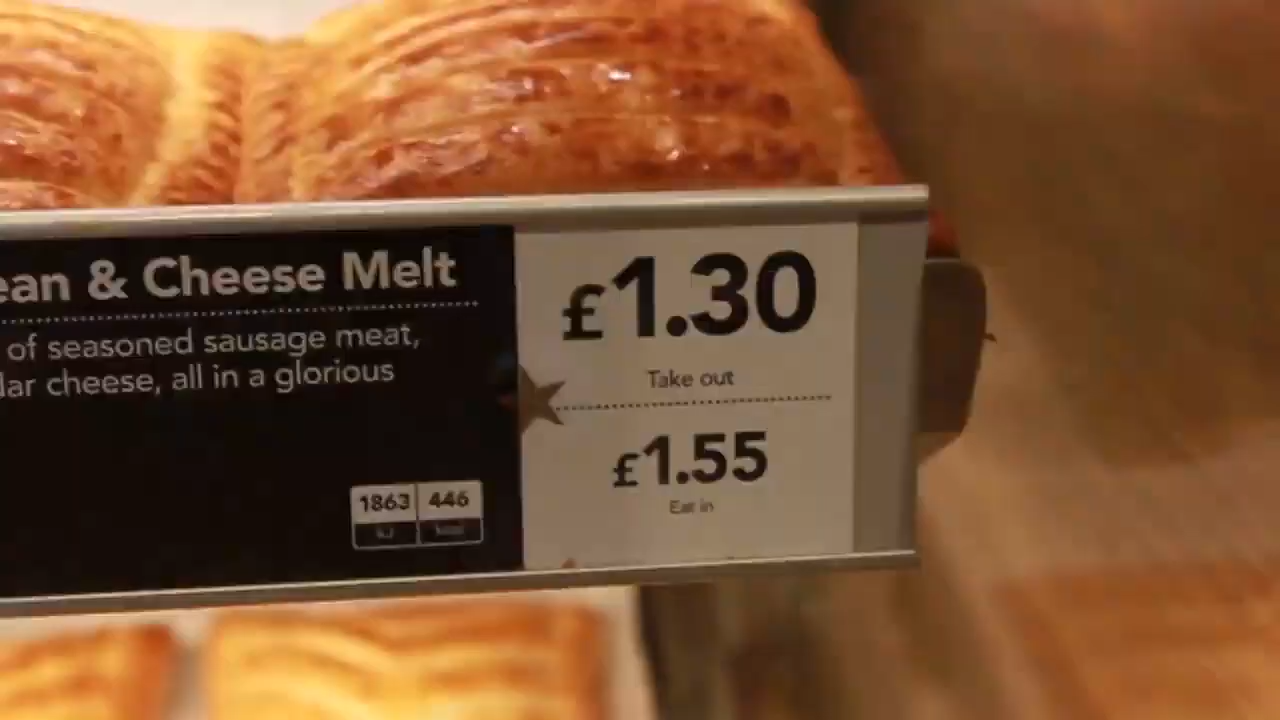 ean & Cheese Melt
of seasoned sausage meat,
lar cheese, all in a glorious
1863 446
£1.30
Take out
£1.55
Eat in